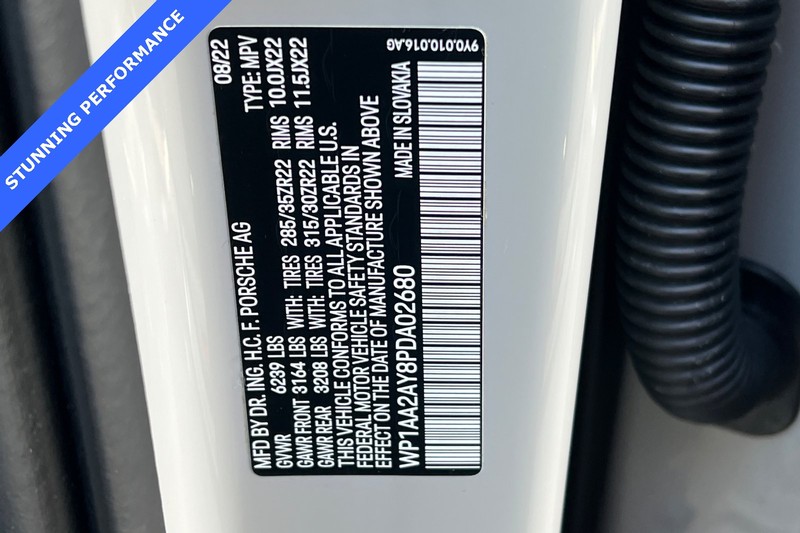 STUNNING PERFORMANCE
08/22
TYPE: MPV
9Y0.010.016.AG
MFD BY DR. ING. H.C. F. PORSCHE AG
GVWR 6239 LBS
GAWR FRONT 3164 LBS WITH: TIRES 285/35ZR22 RIMS 10.0JX22
GAWR REAR 3208 LBS WITH: TIRES 315/30ZR22 RIMS 11.5JX22
THIS VEHICLE CONFORMS TO ALL APPLICABLE U.S.
FEDERAL MOTOR VEHICLE SAFETY STANDARDS IN
EFFECT ON THE DATE OF MANUFACTURE SHOWN ABOVE
WP1AA2AY8PDA02680 MADE IN SLOVAKIA